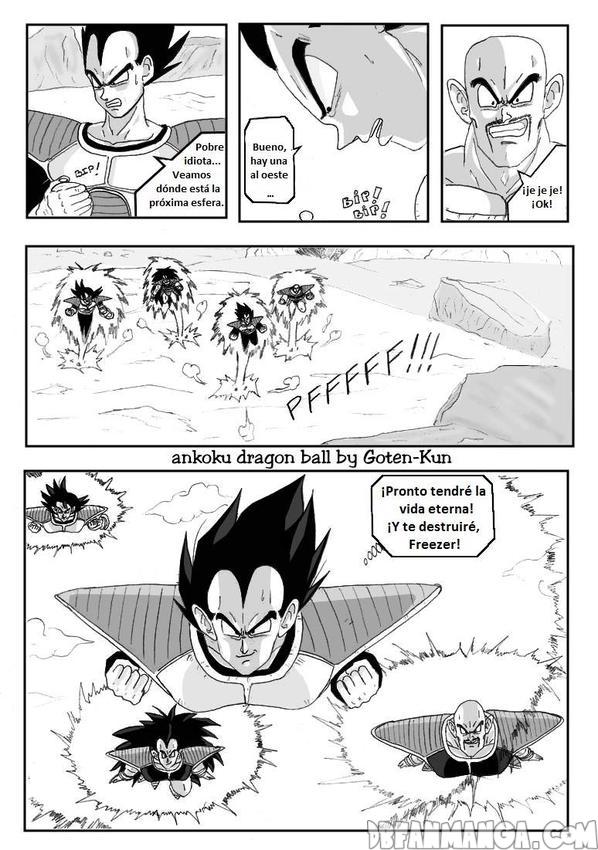 Pobre
idiota...
Veamos
dónde está la
próxima esfera.
BIP!
Bueno,
hay una
al oeste
...
BIP!
BIP!
¡je je je!
¡Ok!
PFFFFF!!!
ankoku dragon ball by Goten-Kun
¡Pronto tendré la
vida eterna!
¡Y te destruiré,
Freezer!
DBFANMANGA.COM